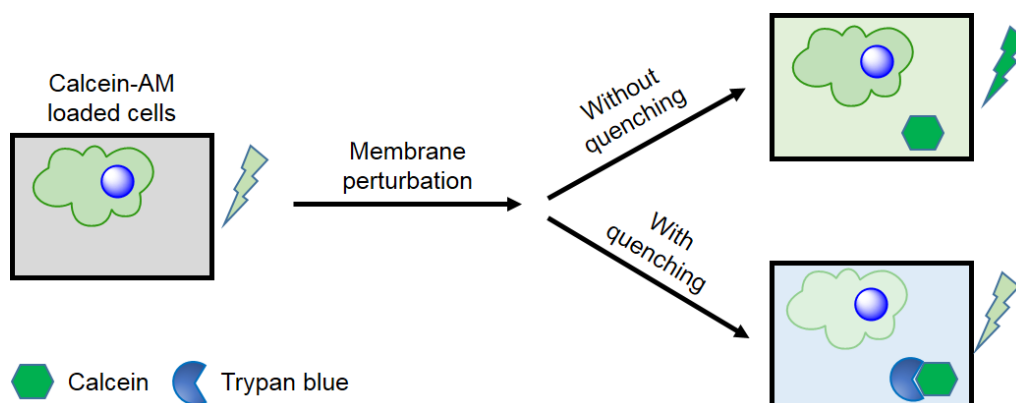 Calcein-AM
loaded cells
Membrane
perturbation
Without
quenching
With
quenching
Calcein
Trypan blue